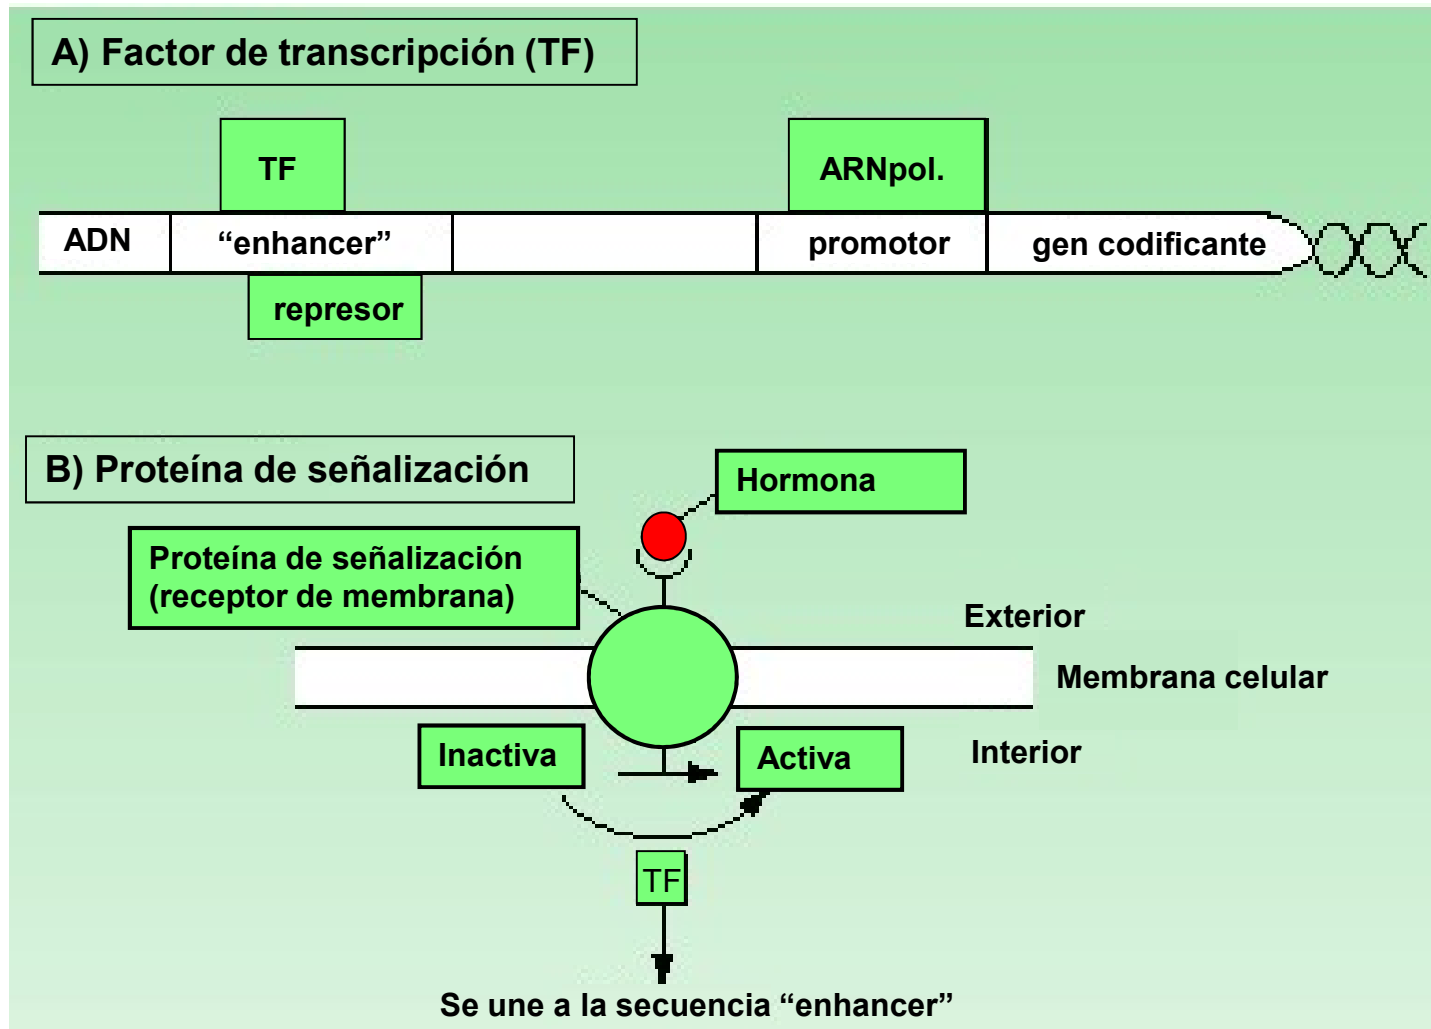 A) Factor de transcripción (TF)
TF
ARNpol.
ADN
“enhancer”
promotor
gen codificante
represor
B) Proteína de señalización
Hormona
Proteína de señalización
(receptor de membrana)
Exterior
Membrana celular
Inactiva
Activa
Interior
TF
Se une a la secuencia “enhancer”